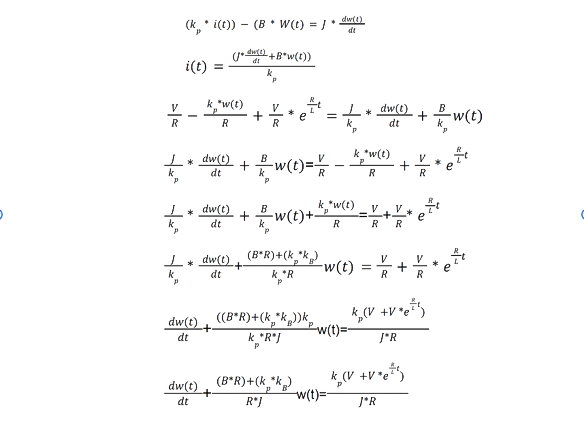 (k_p * i(t)) − (B * W(t) = J * dw(t)/dt
i(t) = (J*dw(t)/dt+B*w(t))/k_p
V/R − k_p*w(t)/R + V/R * e^(R/L t) = J/k_p * dw(t)/dt + B/k_p w(t)
J/k_p * dw(t)/dt + B/k_p w(t)=V/R − k_p*w(t)/R + V/R * e^(R/L t)
J/k_p * dw(t)/dt + B/k_p w(t)+k_p*w(t)/R=V/R+V/R* e^(R/L t)
J/k_p * dw(t)/dt+(B*R)+(k_p*k_B)/k_p*R w(t) = V/R + V/R * e^(R/L t)
dw(t)/dt+((B*R)+(k_p*k_B))k_p/k_p*R*J w(t)=k_p(V +V*e^(R/L t))/J*R
dw(t)/dt+(B*R)+(k_p*k_B)/R*J w(t)=k_p(V +V*e^(R/L t))/J*R